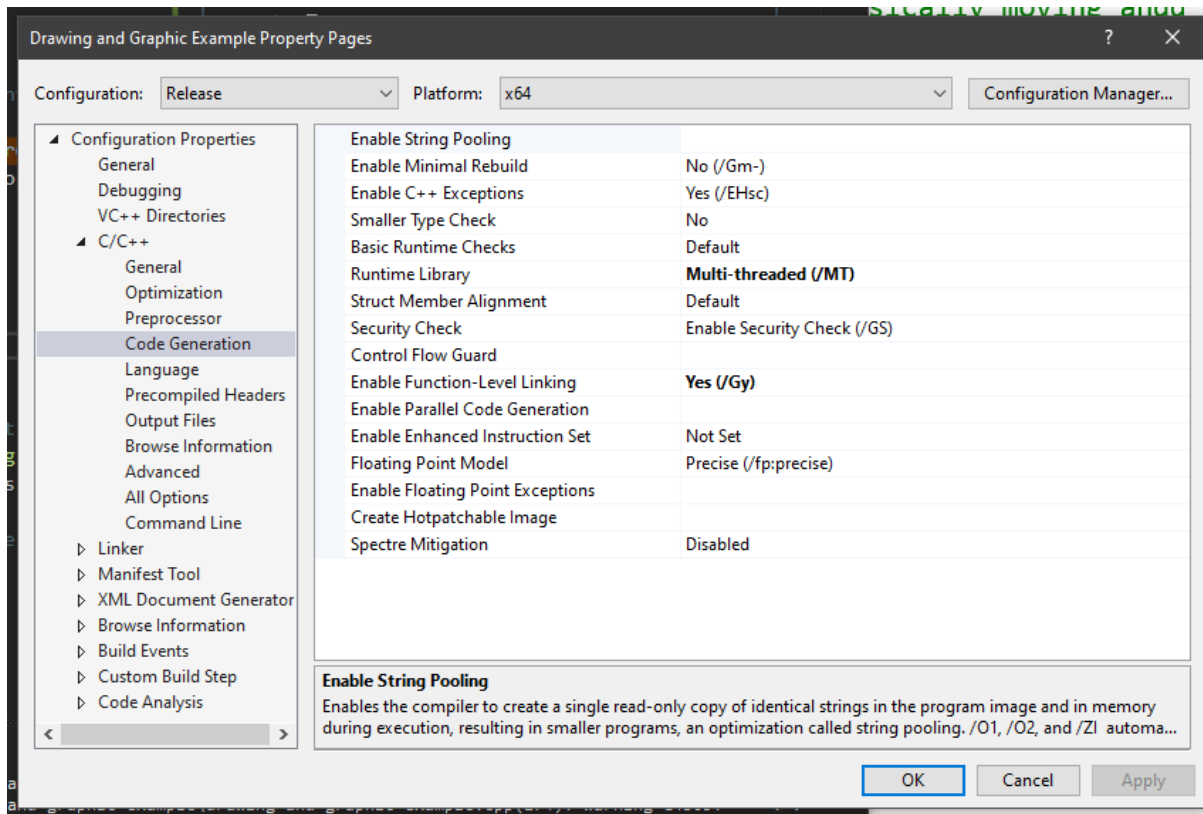 sically moving
Drawing and Graphic Example Property Pages
?
Configuration: Release Platform: x64 Configuration Manager...
Configuration Properties
General
Debugging
VC++ Directories
C/C++
General
Optimization
Preprocessor
Code Generation
Language
Precompiled Headers
Output Files
Browse Information
Advanced
All Options
Command Line
Linker
Manifest Tool
XML Document Generator
Browse Information
Build Events
Custom Build Step
Code Analysis
Enable String Pooling
Enable Minimal Rebuild No (/Gm-)
Enable C++ Exceptions Yes (/EHsc)
Smaller Type Check No
Basic Runtime Checks Default
Runtime Library Multi-threaded (/MT)
Struct Member Alignment Default
Security Check Enable Security Check (/GS)
Control Flow Guard
Enable Function-Level Linking Yes (/Gy)
Enable Parallel Code Generation
Enable Enhanced Instruction Set Not Set
Floating Point Model Precise (/fp:precise)
Enable Floating Point Exceptions
Create Hotpatchable Image
Spectre Mitigation Disabled
Enable String Pooling
Enables the compiler to create a single read-only copy of identical strings in the program image and in memory
during execution, resulting in smaller programs, an optimization called string pooling. /O1, /O2, and /ZI automa...
OK Cancel Apply